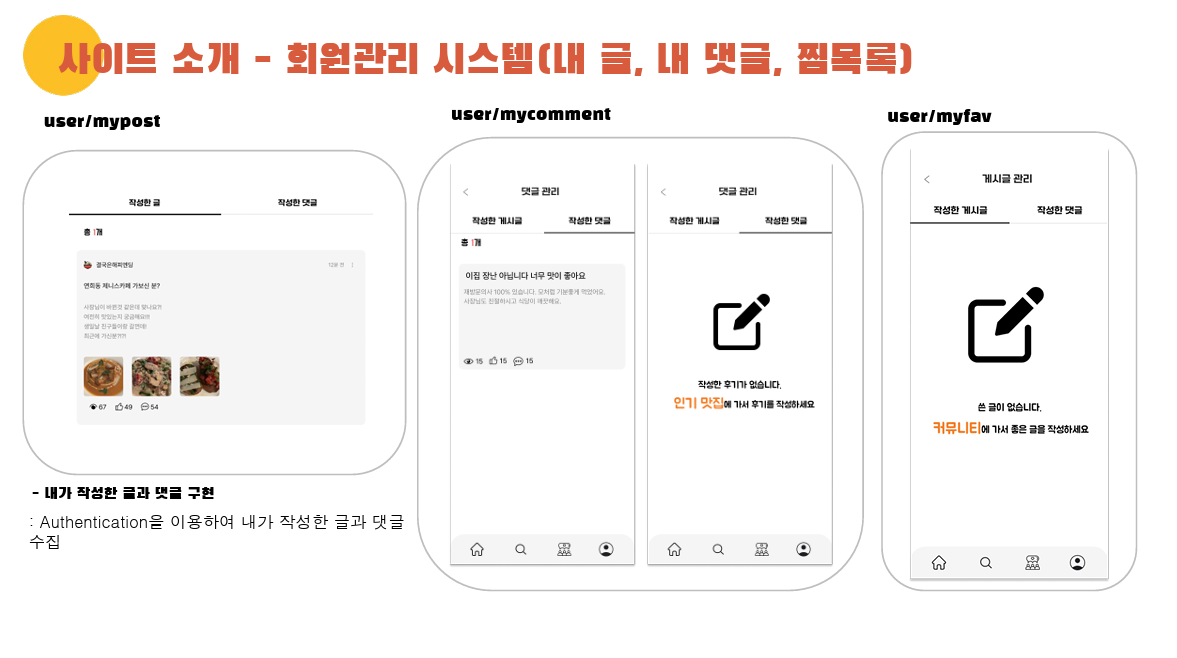 사이트 소개 - 회원관리 시스템(내 글, 내 댓글, 찜목록)
user/mypost
작성한 글
작성한 댓글
총 1개
결국은해피엔딩
12분 전
연희동 제니스카페 가보신 분?
사장님이 바뀐것 같은데 맞나요?!
여전히 맛있는지 궁금해요!!
생일날 친구들이랑 갈껀데!
최근에 가신분?!?!
67 49 54
- 내가 작성한 글과 댓글 구현
: Authentication을 이용하여 내가 작성한 글과 댓글
수집
user/mycomment
댓글 관리
작성한 게시글
작성한 댓글
총 1개
이집 장난 아닙니다 너무 맛이 좋아요
재방문의사 100% 있습니다. 모처럼 기분좋게 먹었어요.
사장님도 친절하시고 식당이 깨끗해요.
15 15 15
댓글 관리
작성한 게시글
작성한 댓글
작성한 후기가 없습니다.
인기 맛집에 가서 후기를 작성하세요
user/myfav
게시글 관리
작성한 게시글
작성한 댓글
쓴 글이 없습니다.
커뮤니티에 가서 좋은 글을 작성하세요